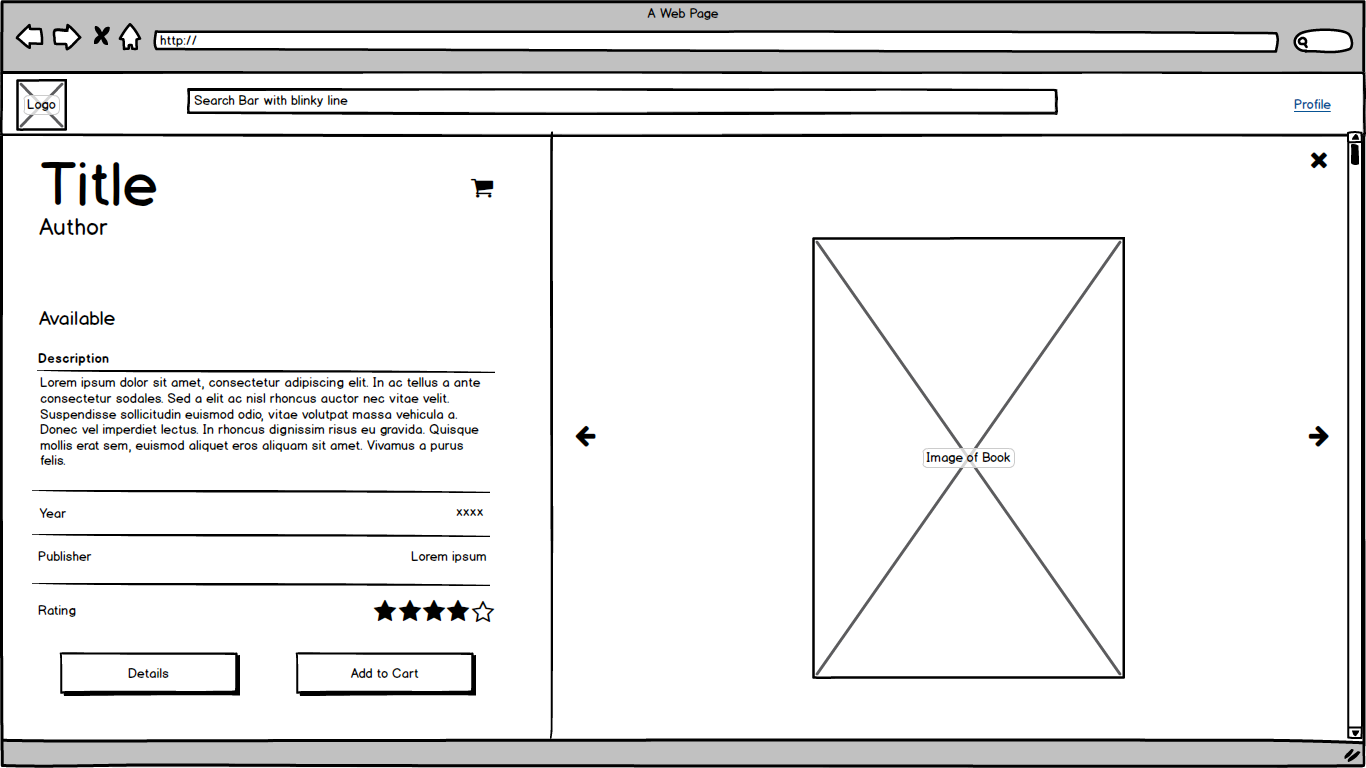 A Web Page
http://
Logo
Search Bar with blinky line
Profile
Title
Author
Available
Description
Lorem ipsum dolor sit amet, consectetur adipiscing elit. In ac tellus a ante
consectetur sodales. Sed a elit ac nisl rhoncus auctor nec vitae velit.
Suspendisse sollicitudin euismod odio, vitae volutpat massa vehicula a.
Donec vel imperdiet lectus. In rhoncus dignissim risus eu gravida. Quisque
mollis erat sem, euismod aliquet eros aliquam sit amet. Vivamus a purus
felis.
Year xxxx
Publisher Lorem ipsum
Rating
Details Add to Cart
Image of Book